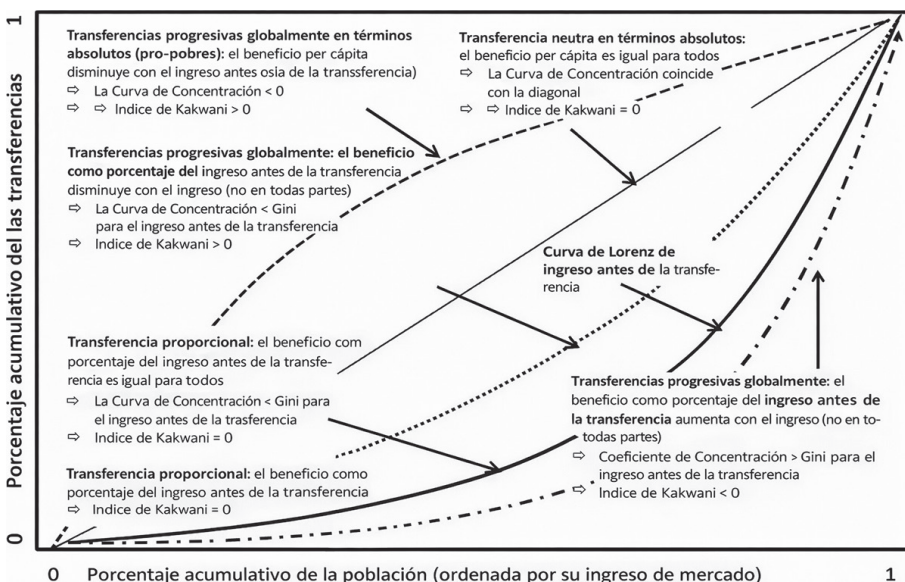 1
Porcentaje acumulativo del las transferencias
0
Transferencias progresivas globalmente en términos
absolutos (pro-pobres): el beneficio per cápita
disminuye con el ingreso antes osia de la transsferencia)
⇨ La Curva de Concentración < 0
⇨ ⇨ Indice de Kakwani > 0
Transferencia neutra en términos absolutos:
el beneficio per cápita es igual para todos
⇨ La Curva de Concentración coincide
con la diagonal
⇨ ⇨ Indice de Kakwani = 0
Transferencias progresivas globalmente: el beneficio
como porcentaje del ingreso antes de la transferencia
disminuye con el ingreso (no en todas partes)
⇨ La Curva de Concentración < Gini
para el ingreso antes de la transferencia
⇨ Indice de Kakwani > 0
Curva de Lorenz de
ingreso antes de la transfe-
rencia
Transferencia proporcional: el beneficio com
porcentaje del ingreso antes de la transfe-
rencia es igual para todos
⇨ La Curva de Concentración < Gini para
el ingreso antes de la trasferencia
⇨ Indice de Kakwani = 0
Transferencia proporcional: el beneficio como
porcentaje del ingreso antes de la transferencia
⇨ Indice de Kakwani = 0
Transferencias progresivas globalmente: el
beneficio como porcentaje del ingreso antes de
la transferencia aumenta con el ingreso (no en to-
todas partes)
⇨ Coeficiente de Concentración > Gini para el
ingreso antes de la transferencia
⇨ Indice de Kakwani < 0
0 Porcentaje acumulativo de la población (ordenada por su ingreso de mercado) 1